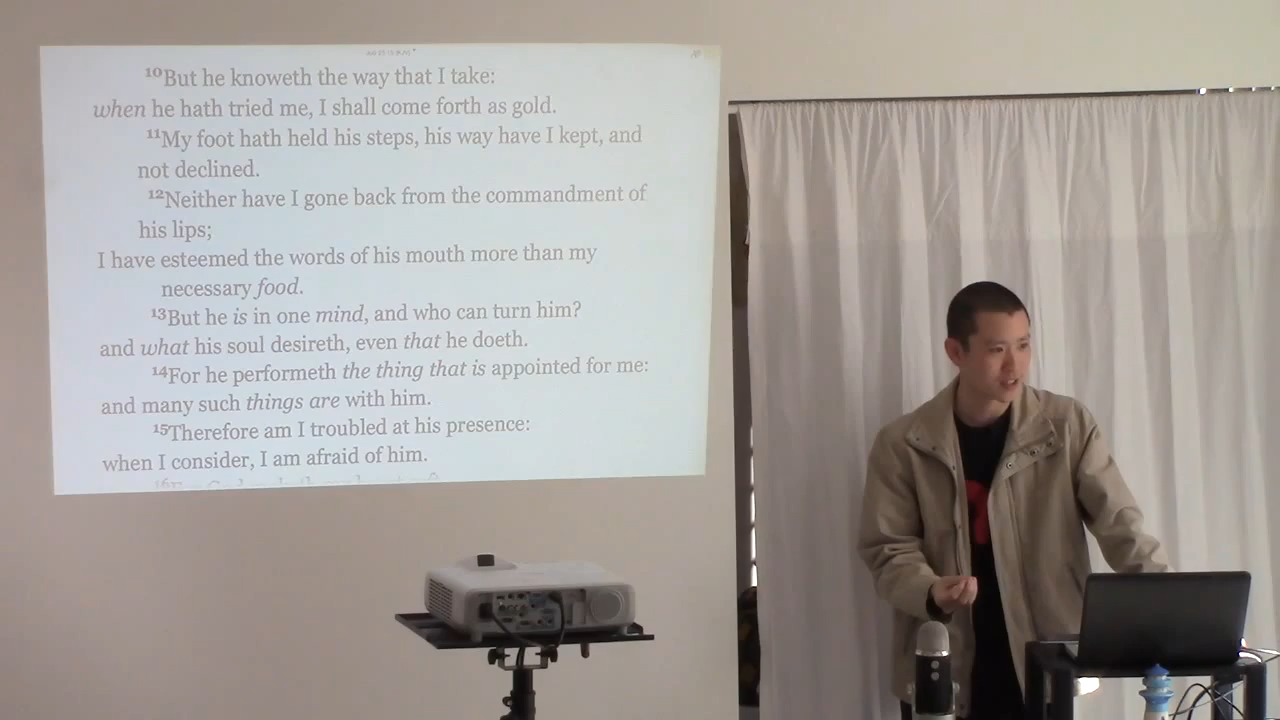 ¹⁰But he knoweth the way that I take:
when he hath tried me, I shall come forth as gold.
¹¹My foot hath held his steps, his way have I kept, and
not declined.
¹²Neither have I gone back from the commandment of
his lips;
I have esteemed the words of his mouth more than my
necessary food.
¹³But he is in one mind, and who can turn him?
and what his soul desireth, even that he doeth.
¹⁴For he performeth the thing that is appointed for me:
and many such things are with him.
¹⁵Therefore am I troubled at his presence:
when I consider, I am afraid of him.